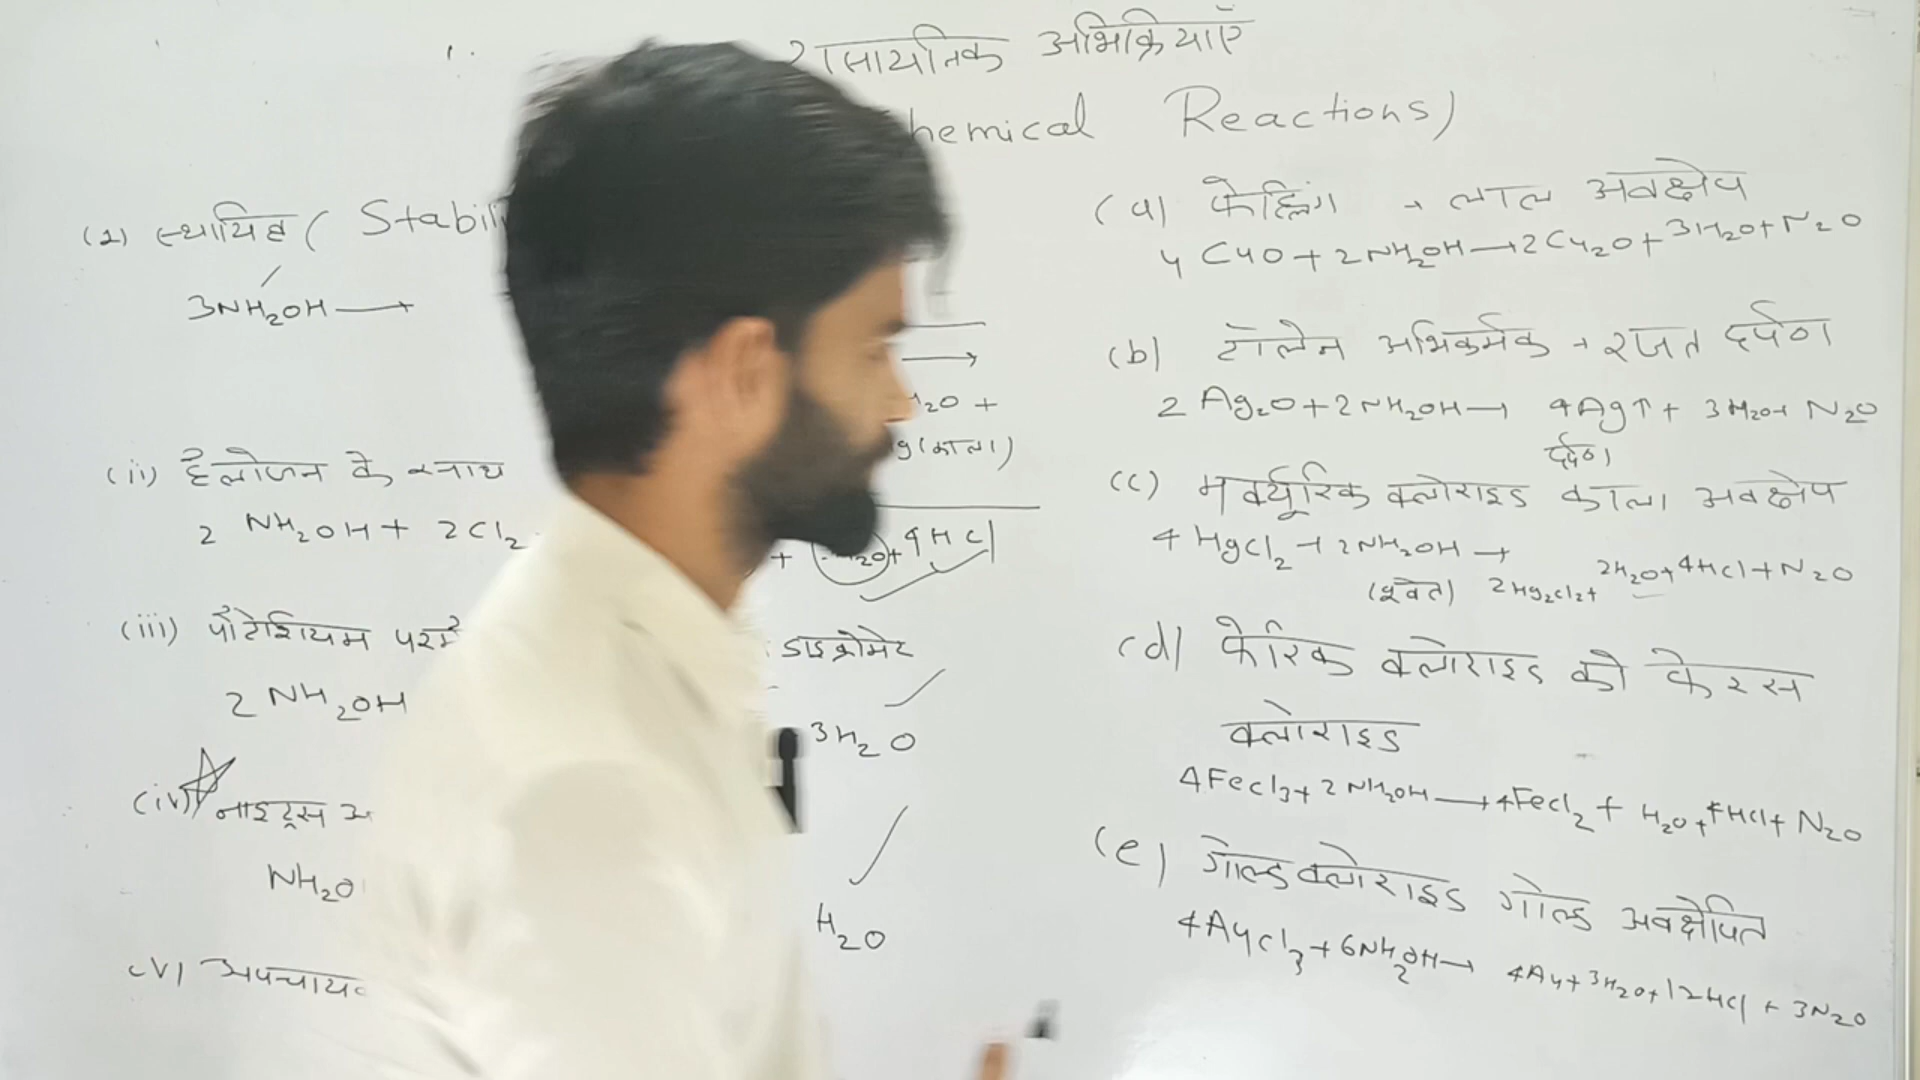 रासायनिक अभिक्रियाएँ
hemical Reactions)
(1) स्थायित्व ( Stabili
3NH₂OH ⟶
H₂O +
g(काला)
(ii) हैलोजन के साथ
2 NH₂OH + 2Cl₂
+ H₂O + 4HCl
(iii) पोटेशियम परमै
डाइक्रोमेट
2 NH₂OH
3H₂O
(iv) नाइट्रस अ
NH₂O
H₂O
(v) अपचायक
(a) फेहलिंग → लाल अवक्षेप
4 CuO + 2NH₂OH ⟶ 2Cu₂O + 3H₂O + N₂O
(b) टॉलेन अभिकर्मक → रजत दर्पण
2 Ag₂O + 2NH₂OH ⟶ 4Ag↑ + 3H₂O + N₂O
दर्पण
(c) मर्क्यूरिक क्लोराइड काला अवक्षेप
4 HgCl₂ + 2NH₂OH →
(श्वेत) 2Hg₂Cl₂ + 2H₂O + 4HCl + N₂O
(d) फेरिक क्लोराइड को फेरस
क्लोराइड
4FeCl₃ + 2NH₂OH ⟶ 4FeCl₂ + H₂O + 4HCl + N₂O
(e) गोल्ड क्लोराइड गोल्ड अवक्षेपित
4AuCl₃ + 6NH₂OH ⟶ 4Au + 3H₂O + 12HCl + 3N₂O